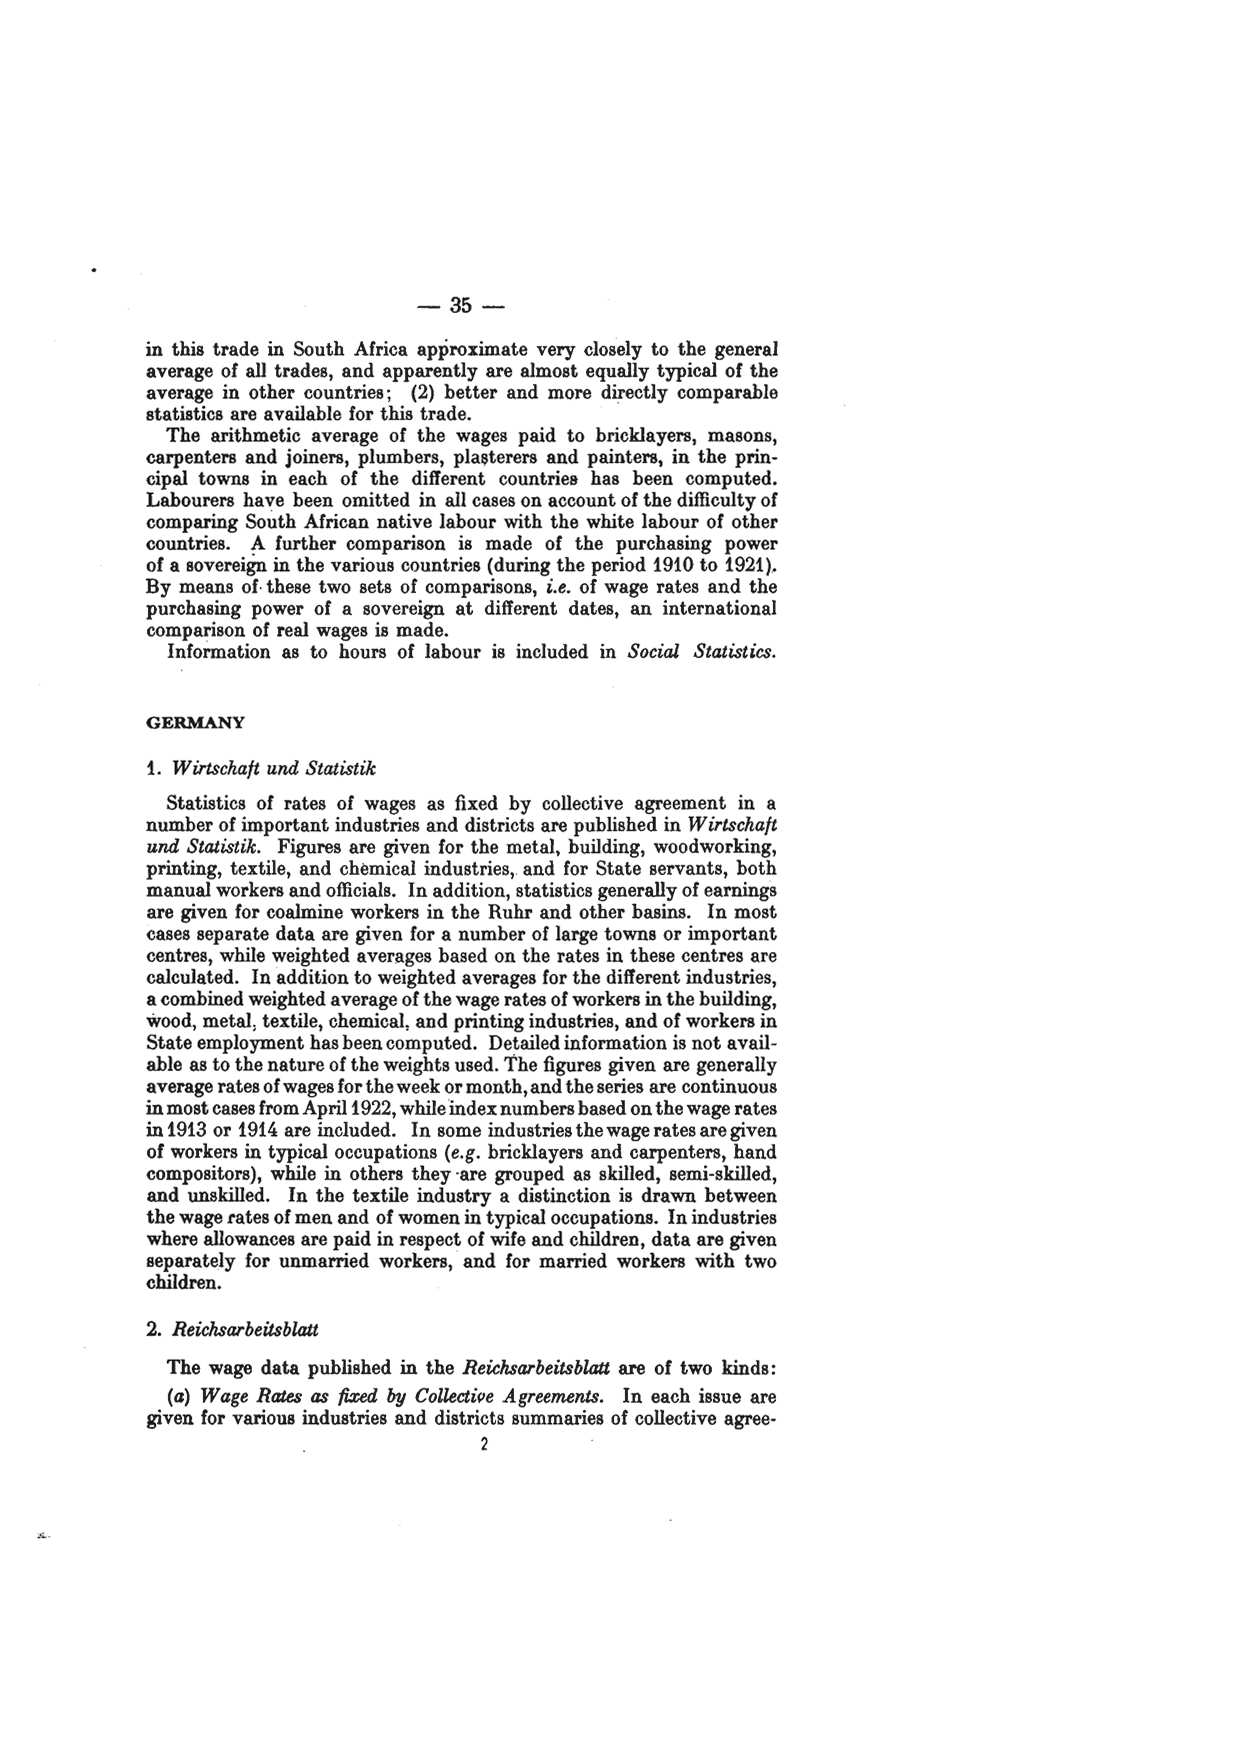 — 35 —
in this trade in South Africa approximate very closely to the general
average of all trades, and apparently are almost equally typical of the
average in other countries; (2) better and more directly comparable
statistics are available for this trade.
The arithmetic average of the wages paid to bricklayers, masons,
carpenters and joiners, plumbers, plasterers and painters, in the prin-
cipal towns in each of the different countries has been computed.
Labourers have been omitted in all cases on account of the difficulty of
comparing South African native labour with the white labour of other
countries. A further comparison is made of the purchasing power
of a sovereign in the various countries (during the period 1910 to 1921).
By means of these two sets of comparisons, i.e. of wage rates and the
purchasing power of a sovereign at different dates, an international
comparison of real wages is made.
Information as to hours of labour is included in Social Statistics.
GERMANY
1. Wirtschaft und Statistik
Statistics of rates of wages as fixed by collective agreement in a
number of important industries and districts are published in Wirtschaft
und Statistik. Figures are given for the metal, building, woodworking,
printing, textile, and chemical industries, and for State servants, both
manual workers and officials. In addition, statistics generally of earnings
are given for coalmine workers in the Ruhr and other basins. In most
cases separate data are given for a number of large towns or important
centres, while weighted averages based on the rates in these centres are
calculated. In addition to weighted averages for the different industries,
a combined weighted average of the wage rates of workers in the building,
wood, metal, textile, chemical, and printing industries, and of workers in
State employment has been computed. Detailed information is not avail-
able as to the nature of the weights used. The figures given are generally
average rates of wages for the week or month, and the series are continuous
in most cases from April 1922, while index numbers based on the wage rates
in 1913 or 1914 are included. In some industries the wage rates are given
of workers in typical occupations (e.g. bricklayers and carpenters, hand
compositors), while in others they are grouped as skilled, semi-skilled,
and unskilled. In the textile industry a distinction is drawn between
the wage rates of men and of women in typical occupations. In industries
where allowances are paid in respect of wife and children, data are given
separately for unmarried workers, and for married workers with two
children.
2. Reichsarbeitsblatt
The wage data published in the Reichsarbeitsblatt are of two kinds:
(a) Wage Rates as fixed by Collective Agreements. In each issue are
given for various industries and districts summaries of collective agree-
2